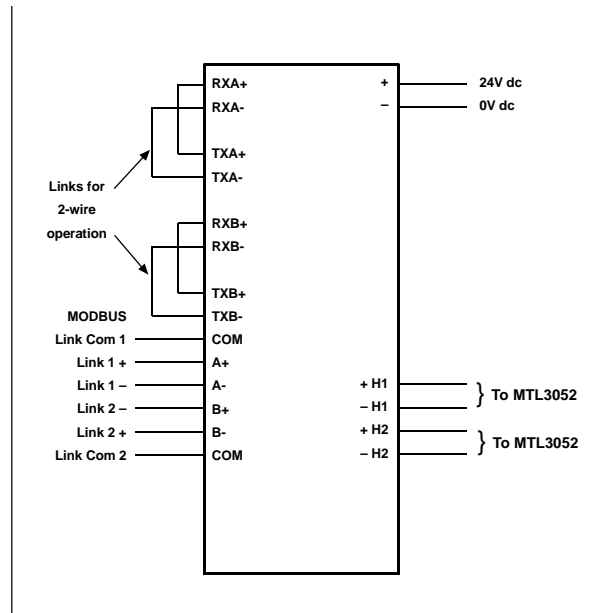 RXA+ + 24V dc
RXA- – 0V dc
TXA+
TXA-
Links for
2-wire
operation
RXB+
RXB-
TXB+
MODBUS TXB-
Link Com 1 COM
Link 1 + A+
Link 1 – A- + H1
To MTL3052
Link 2 – B+ – H1
Link 2 + B- + H2
To MTL3052
Link Com 2 COM – H2